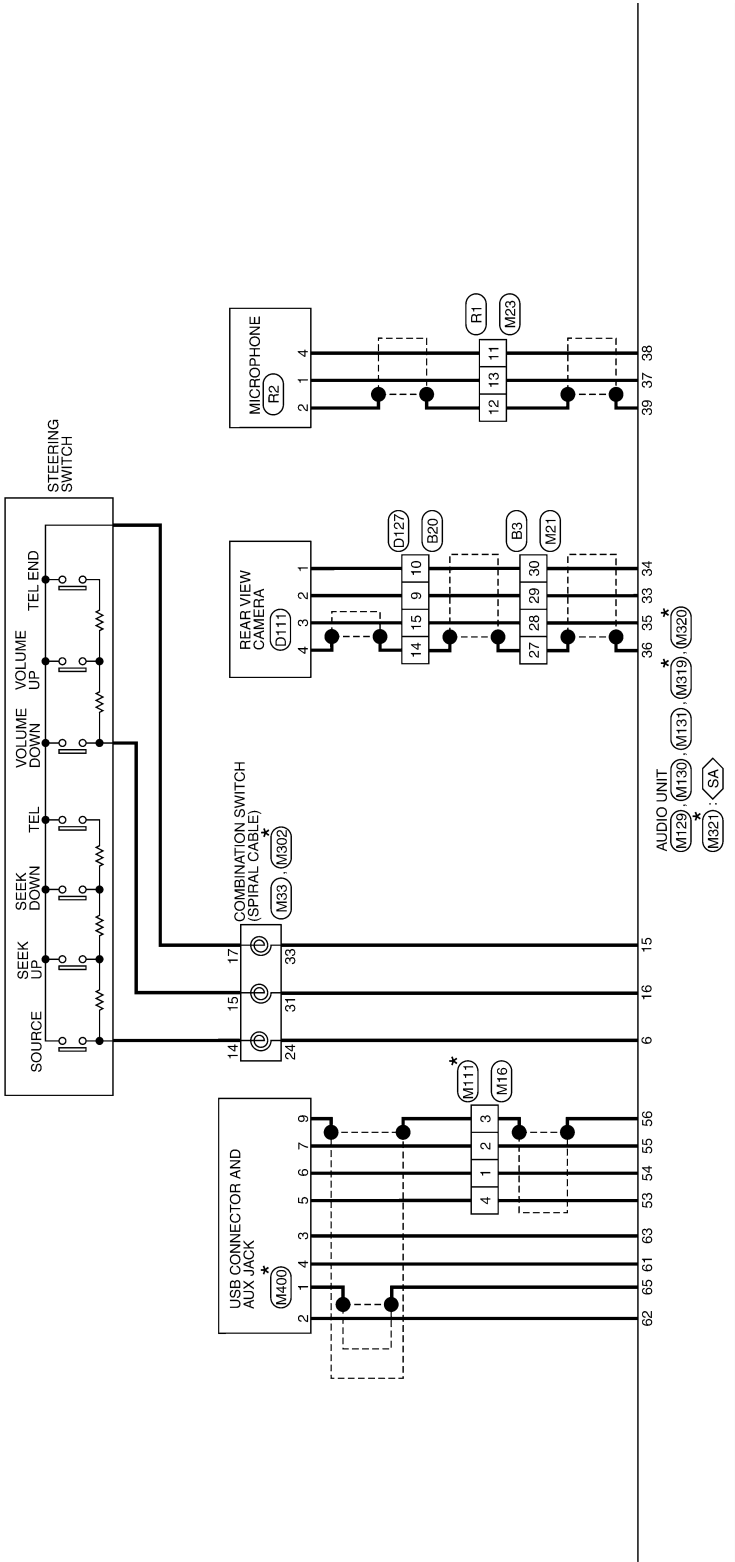 STEERING
SWITCH
SOURCE
SEEK
UP
SEEK
DOWN
TEL
VOLUME
DOWN
VOLUME
UP
TEL END
14 15 17
COMBINATION SWITCH
(SPIRAL CABLE)
M33 , M302 *
24 31 33
USB CONNECTOR AND
AUX JACK
M400 *
2 1 4 3 5 6 7 9
4 1 2 3
M111 *
M16
REAR VIEW
CAMERA
D111
4 3 2 1
14 15 9 10
D127
B20
27 28 29 30
B3
M21
MICROPHONE
R2
2 1 4
12 13 11
R1
M23
62 65 61 63 53 54 55 56 6 16 15 36 35 33 34 39 37 38
AUDIO UNIT
M129 , M130 , M131 , M319 * , M320 *
M321 * : SA